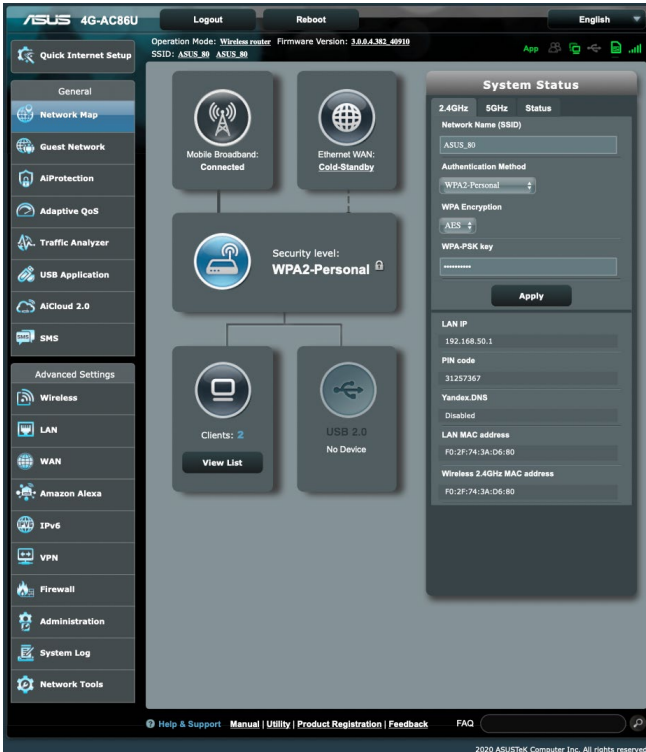 ASUS 4G-AC86U Logout Reboot English
Operation Mode: Wireless router Firmware Version: 3.0.0.4.382_40910
SSID: ASUS_80 ASUS_80
App
Quick Internet Setup
General
Network Map
Guest Network
AiProtection
Adaptive QoS
Traffic Analyzer
USB Application
AiCloud 2.0
SMS
SMS
Advanced Settings
Wireless
LAN
WAN
Amazon Alexa
IPv6
VPN
Firewall
Administration
System Log
Network Tools
Mobile Broadband:
Connected
Ethernet WAN:
Cold-Standby
Security level:
WPA2-Personal
Clients: 2
View List
USB 2.0
No Device
System Status
2.4GHz 5GHz Status
Network Name (SSID)
ASUS_80
Authentication Method
WPA2-Personal
WPA Encryption
AES
WPA-PSK key
••••••••••
Apply
LAN IP
192.168.50.1
PIN code
31257367
Yandex.DNS
Disabled
LAN MAC address
F0:2F:74:3A:D6:80
Wireless 2.4GHz MAC address
F0:2F:74:3A:D6:80
Help & Support Manual | Utility | Product Registration | Feedback FAQ
2020 ASUSTeK Computer Inc. All rights reserved